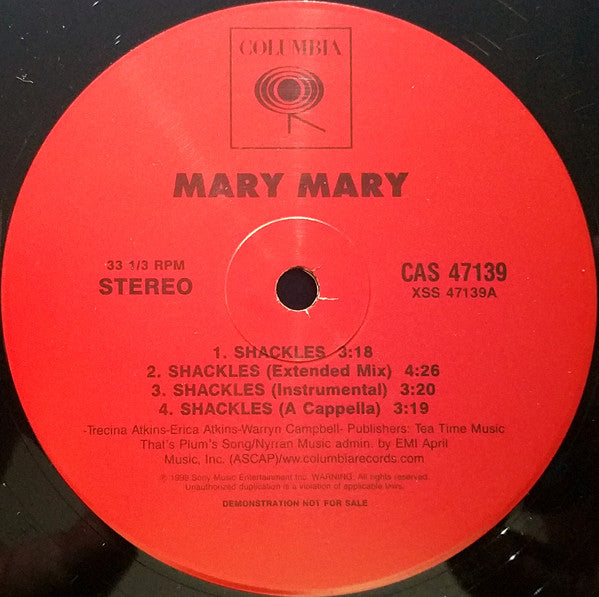 COLUMBIA
MARY MARY
33 1/3 RPM
STEREO
CAS 47139
XSS 47139A
1. SHACKLES 3:18
2. SHACKLES (Extended Mix) 4:26
3. SHACKLES (Instrumental) 3:20
4. SHACKLES (A Cappella) 3:19
-Trecina Atkins-Erica Atkins-Warryn Campbell- Publishers: Tea Time Music
That's Plum's Song/Nyrran Music admin. by EMI April
Music, Inc. (ASCAP)/ww.columbiarecords.com
℗ 1999 Sony Music Entertainment Inc. WARNING: All rights reserved.
Unauthorized duplication is a violation of applicable laws.
DEMONSTRATION NOT FOR SALE